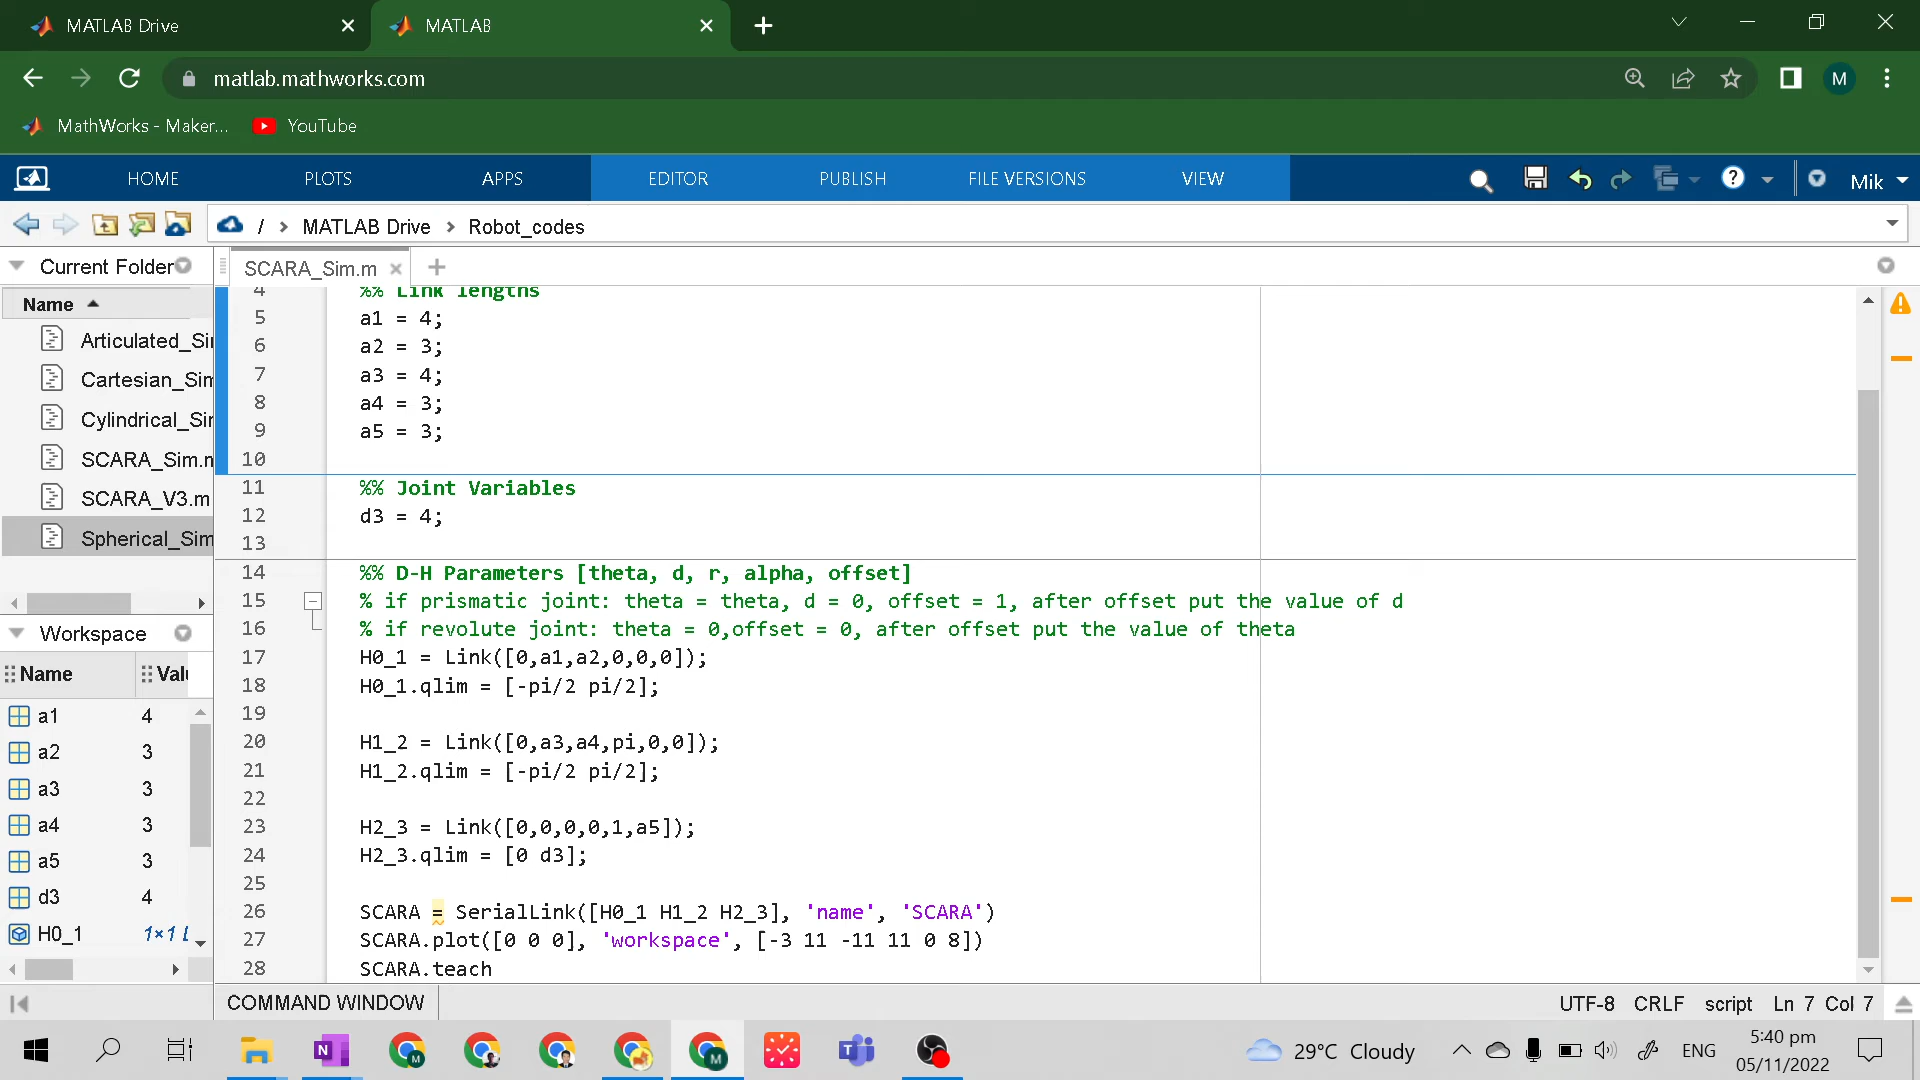 MATLAB Drive
MATLAB
matlab.mathworks.com
M
MathWorks - Maker...
YouTube
HOME
PLOTS
APPS
EDITOR
PUBLISH
FILE VERSIONS
VIEW
Mik
/ > MATLAB Drive > Robot_codes
Current Folder
SCARA_Sim.m
Name
Articulated_Si
Cartesian_Sim
Cylindrical_Si
SCARA_Sim.m
SCARA_V3.m
Spherical_Sim
Workspace
Name Valu
a1 4
a2 3
a3 3
a4 3
a5 3
d3 4
H0_1 1×1 L
4 %% Link lengths
5 a1 = 4;
6 a2 = 3;
7 a3 = 4;
8 a4 = 3;
9 a5 = 3;
10
11 %% Joint Variables
12 d3 = 4;
13
14 %% D-H Parameters [theta, d, r, alpha, offset]
15 % if prismatic joint: theta = theta, d = 0, offset = 1, after offset put the value of d
16 % if revolute joint: theta = 0,offset = 0, after offset put the value of theta
17 H0_1 = Link([0,a1,a2,0,0,0]);
18 H0_1.qlim = [-pi/2 pi/2];
19
20 H1_2 = Link([0,a3,a4,pi,0,0]);
21 H1_2.qlim = [-pi/2 pi/2];
22
23 H2_3 = Link([0,0,0,0,1,a5]);
24 H2_3.qlim = [0 d3];
25
26 SCARA = SerialLink([H0_1 H1_2 H2_3], 'name', 'SCARA')
27 SCARA.plot([0 0 0], 'workspace', [-3 11 -11 11 0 8])
28 SCARA.teach
COMMAND WINDOW
UTF-8 CRLF script Ln 7 Col 7
29°C Cloudy
ENG
5:40 pm
05/11/2022